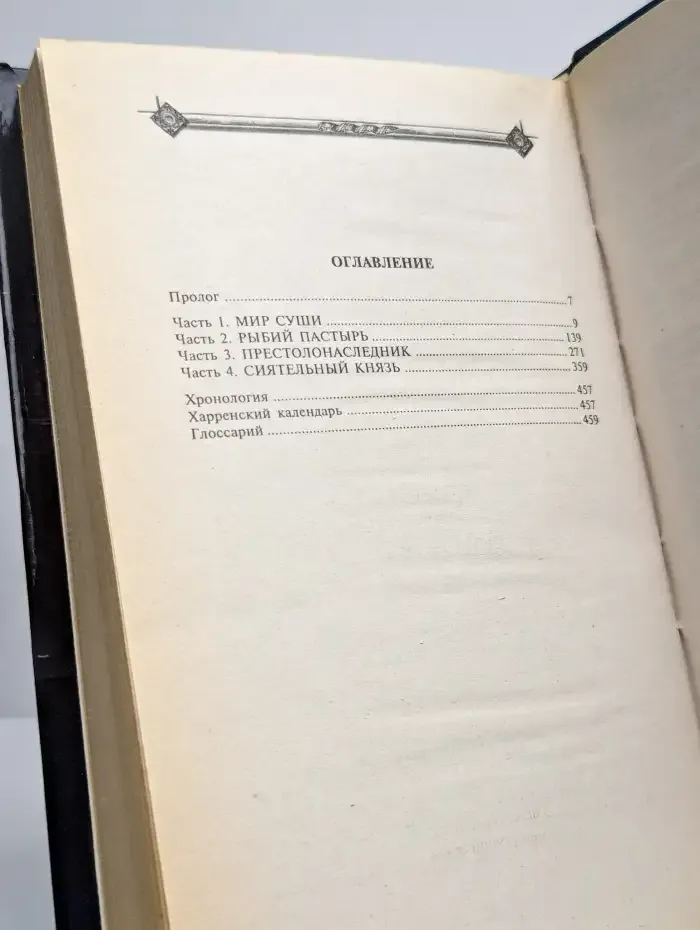 ОГЛАВЛЕНИЕ
Пролог ........ 7
Часть 1. МИР СУШИ ........ 9
Часть 2. РЫБИЙ ПАСТЫРЬ ........ 139
Часть 3. ПРЕСТОЛОНАСЛЕДНИК ........ 271
Часть 4. СИЯТЕЛЬНЫЙ КНЯЗЬ ........ 359
Хронология ........ 457
Харренский календарь ........ 457
Глоссарий ........ 459